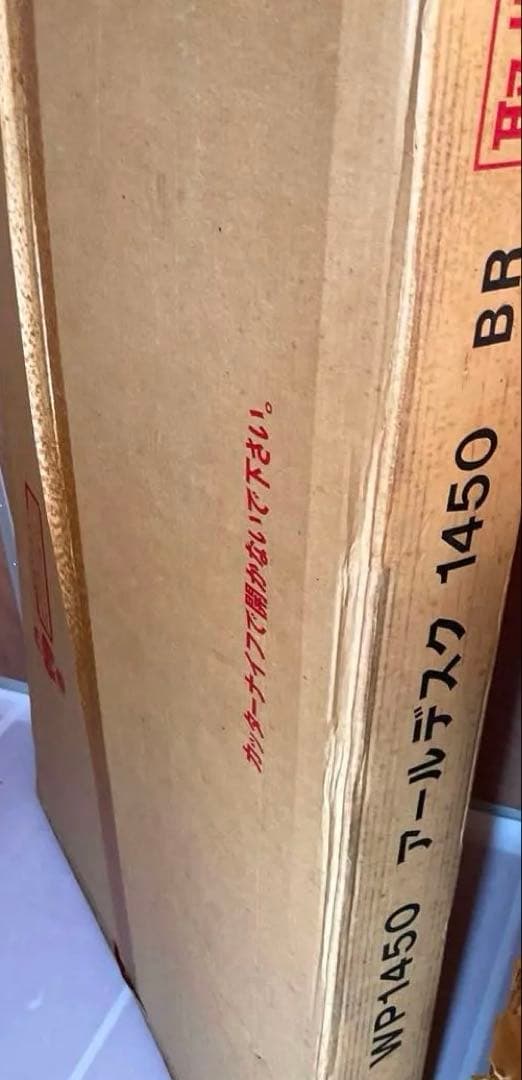 カッターナイフで開かないで下さい。
WP1450 アールデスク 1450 BR
取